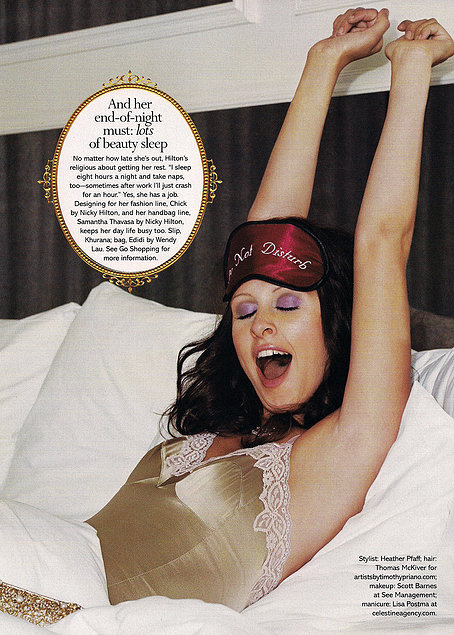 And her
end-of-night
must: lots
of beauty sleep
No matter how late she's out, Hilton's
religious about getting her rest. "I sleep
eight hours a night and take naps,
too—sometimes after work I'll just crash
for an hour." Yes, she has a job.
Designing for her fashion line, Chick
by Nicky Hilton, and her handbag line,
Samantha Thavasa by Nicky Hilton,
keeps her day life busy too. Slip,
Khurana; bag, Edidi by Wendy
Lau. See Go Shopping for
more information.
Not Disturb
Stylist: Heather Pfaff; hair:
Thomas McKiver for
artistsbytimothypriano.com;
makeup: Scott Barnes
at See Management;
manicure: Lisa Postma at
celestineagency.com.